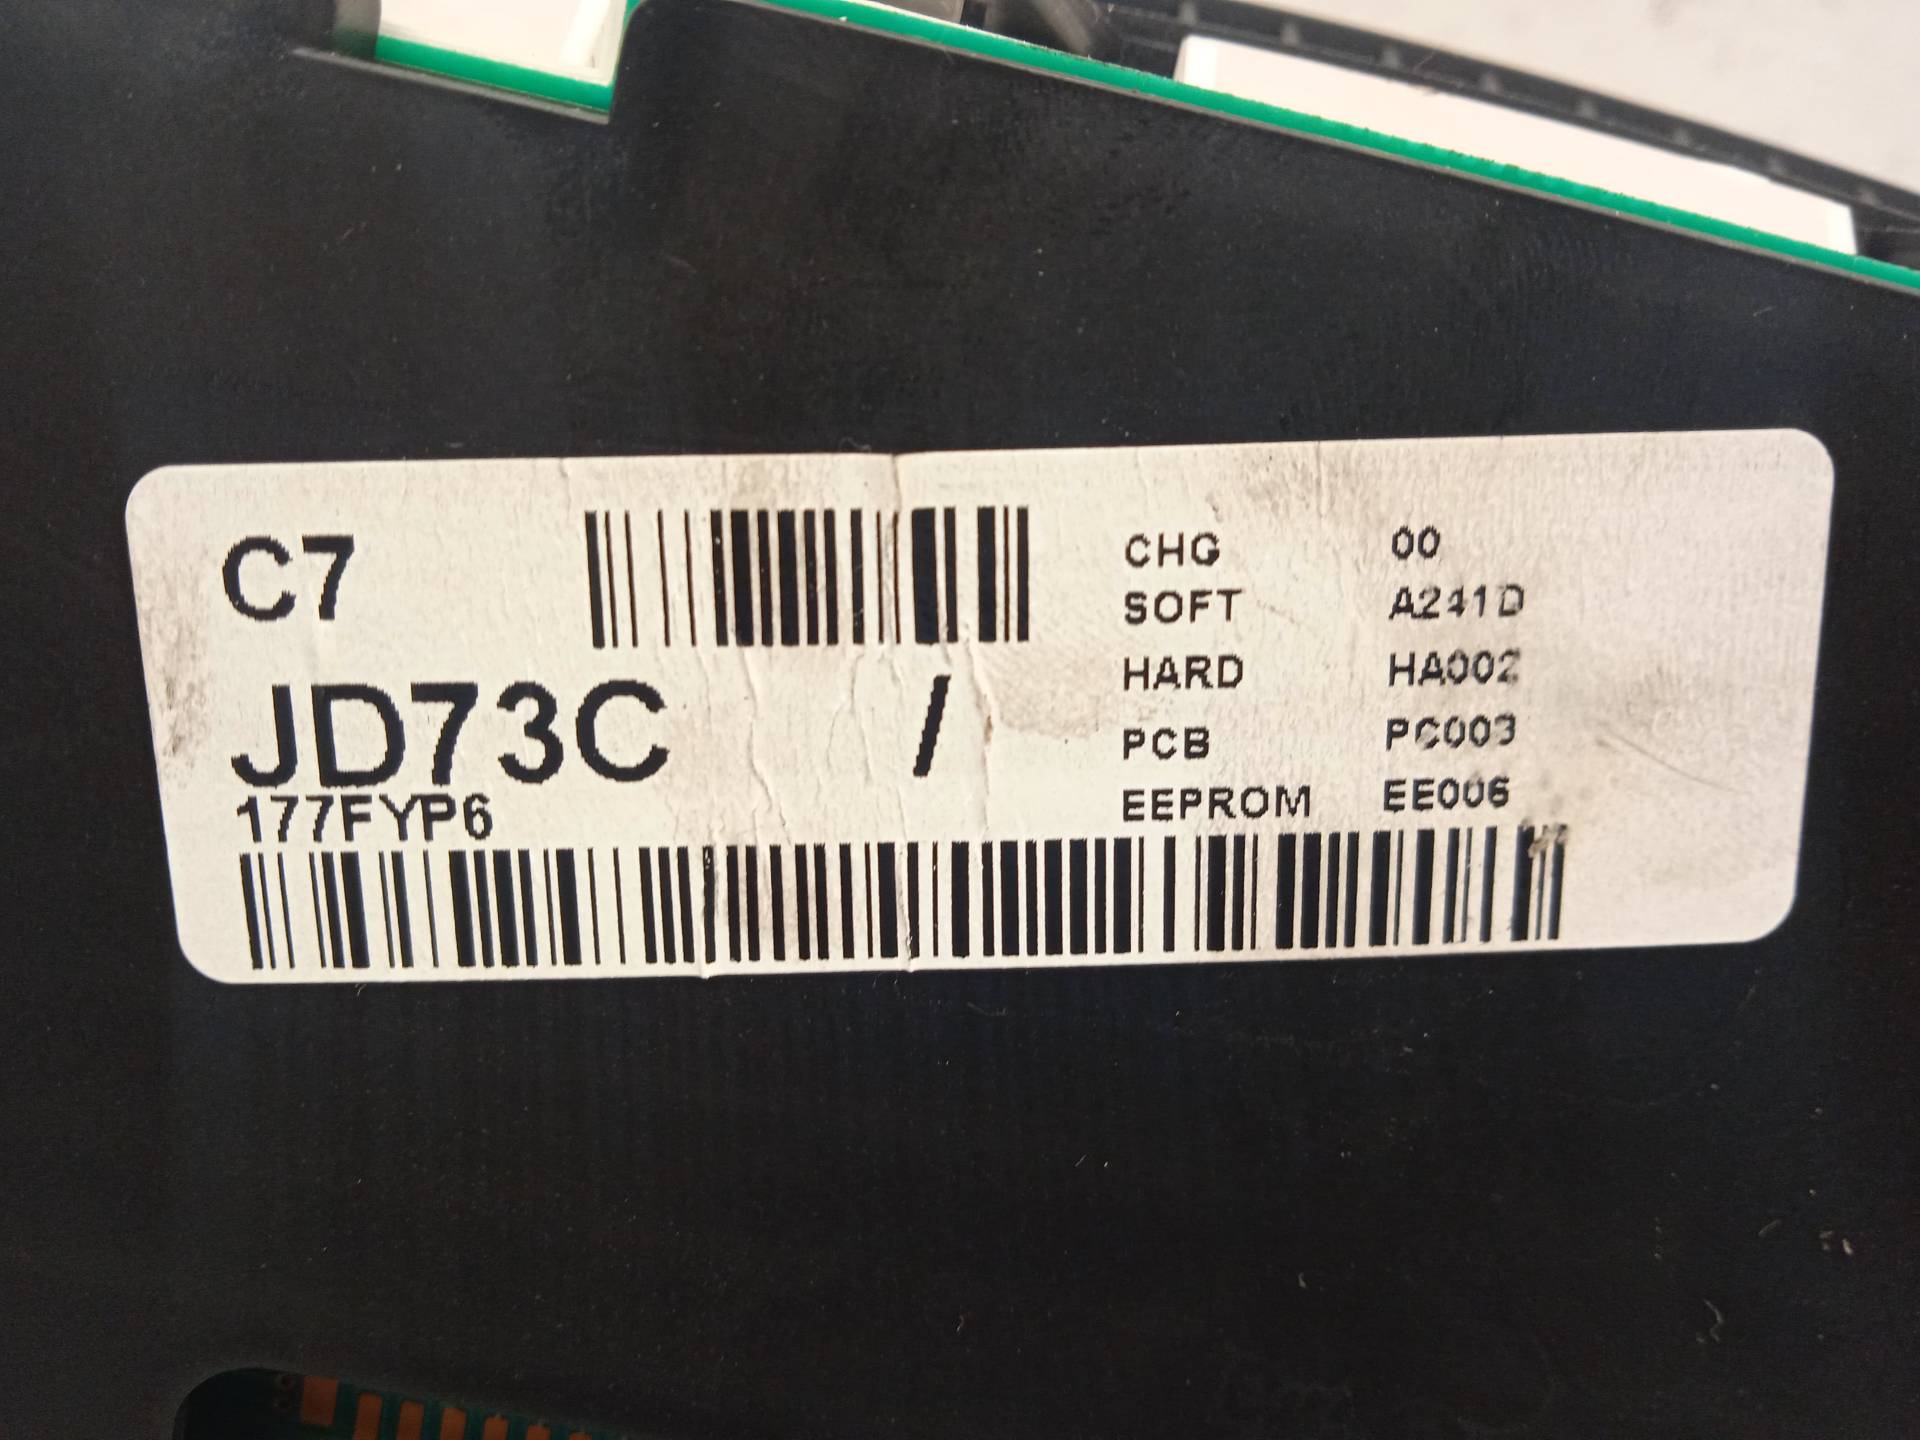 C7
JD73C /
177FYP6
CHG 00
SOFT A241D
HARD HA002
PCB PC003
EEPROM EE006